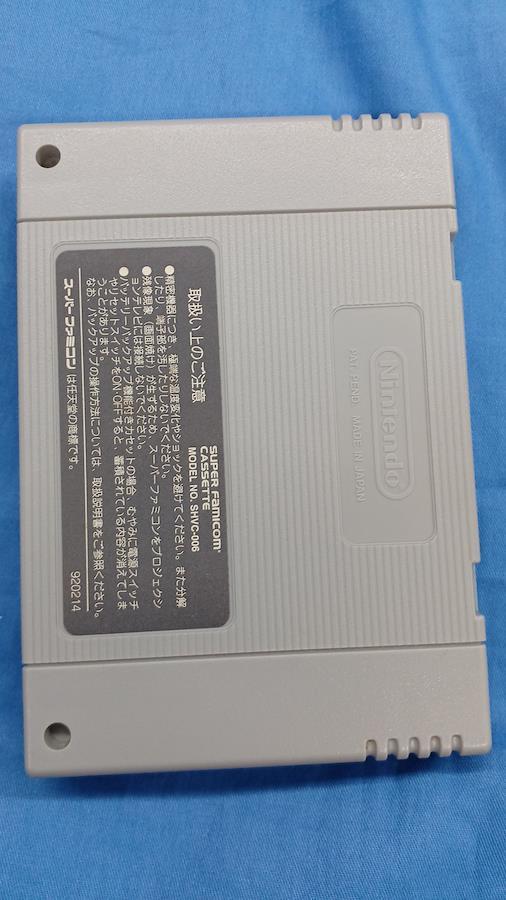 Nintendo
PAT. PEND. MADE IN JAPAN
SUPER FAMICOM®
CASSETTE
MODEL NO. SHVC-006
取扱い上のご注意
●精密機器につき、極端な温度変化やショックを避けてください。また分解
したり、端子部を汚したりしないでください。
●残像現象（画面焼け）が生ずるため、スーパーファミコンをプロジェクシ
ョンテレビには接続しないでください。
●バッテリーバックアップ機能付きカセットの場合、むやみに電源スイッチ
やリセットスイッチをON OFFすると、蓄積されている内容が消えてしま
うことがあります。
なお、バックアップの操作方法については、取扱説明書をご参照ください。
スーパーファミコンは任天堂の商標です。
920214